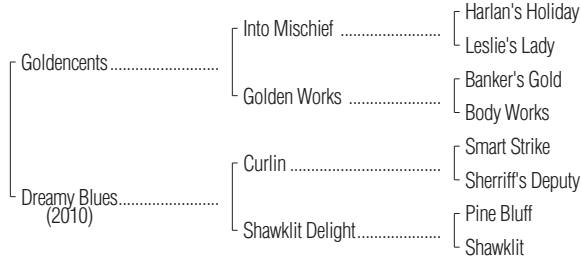 Harlan's Holiday
Into Mischief ....................
Leslie's Lady
Goldencents......................
Banker's Gold
Golden Works ..................
Body Works
Smart Strike
Curlin ..............................
Sherriff's Deputy
Dreamy Blues....................
(2010)
Pine Bluff
Shawklit Delight.................
Shawklit